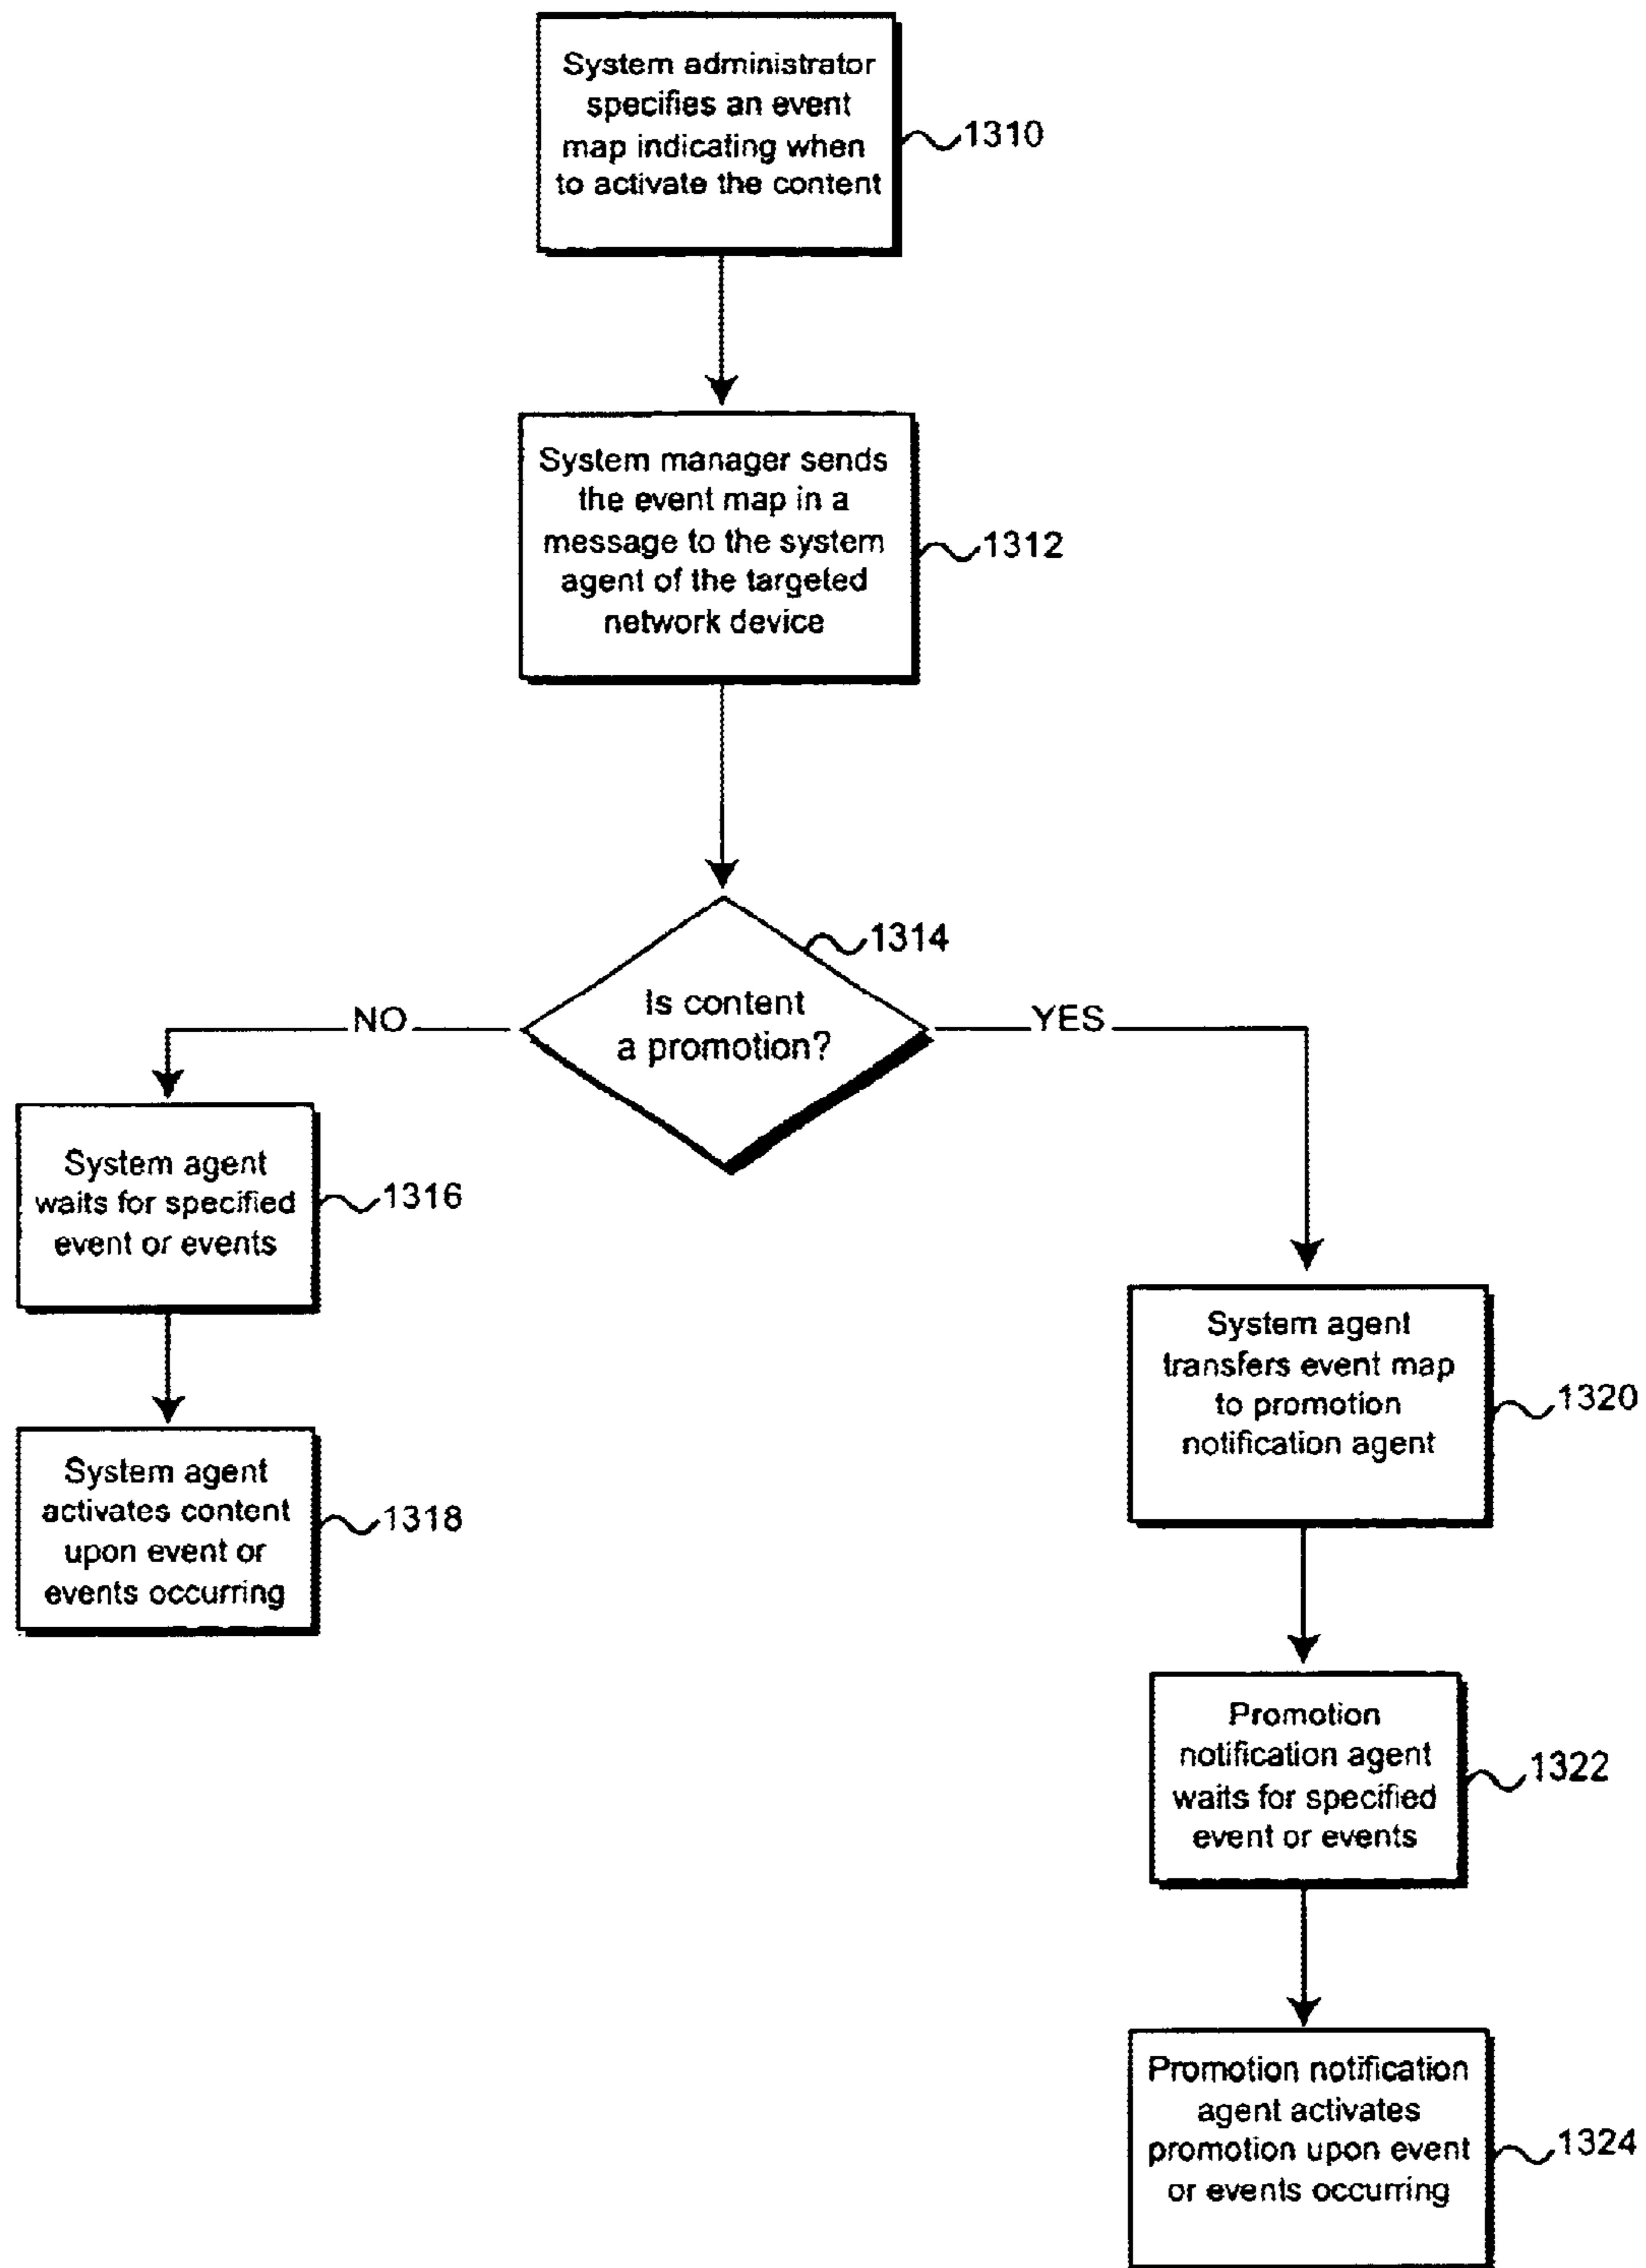 System administrator
specifies an event
map indicating when
to activate the content
1310
System manager sends
the event map in a
message to the system
agent of the targeted
network device
1312
1314
Is content
a promotion?
NO
YES
System agent
waits for specified
event or events
1316
System agent
activates content
upon event or
events occurring
1318
System agent
transfers event map
to promotion
notification agent
1320
Promotion
notification agent
waits for specified
event or events
1322
Promotion notification
agent activates
promotion upon event
or events occurring
1324